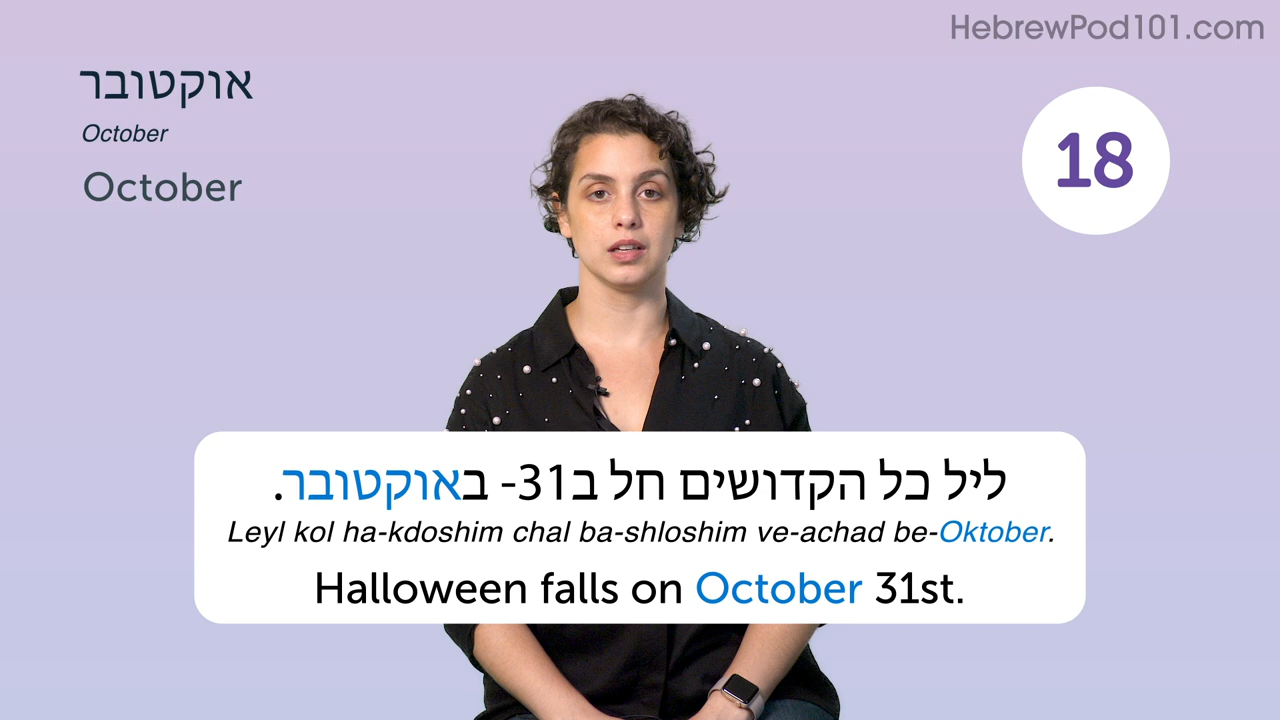 HebrewPod101.com
אוקטובר
October
October
18
ליל כל הקדושים חל ב31- באוקטובר.
Leyl kol ha-kdoshim chal ba-shloshim ve-achad be-Oktober.
Halloween falls on October 31st.